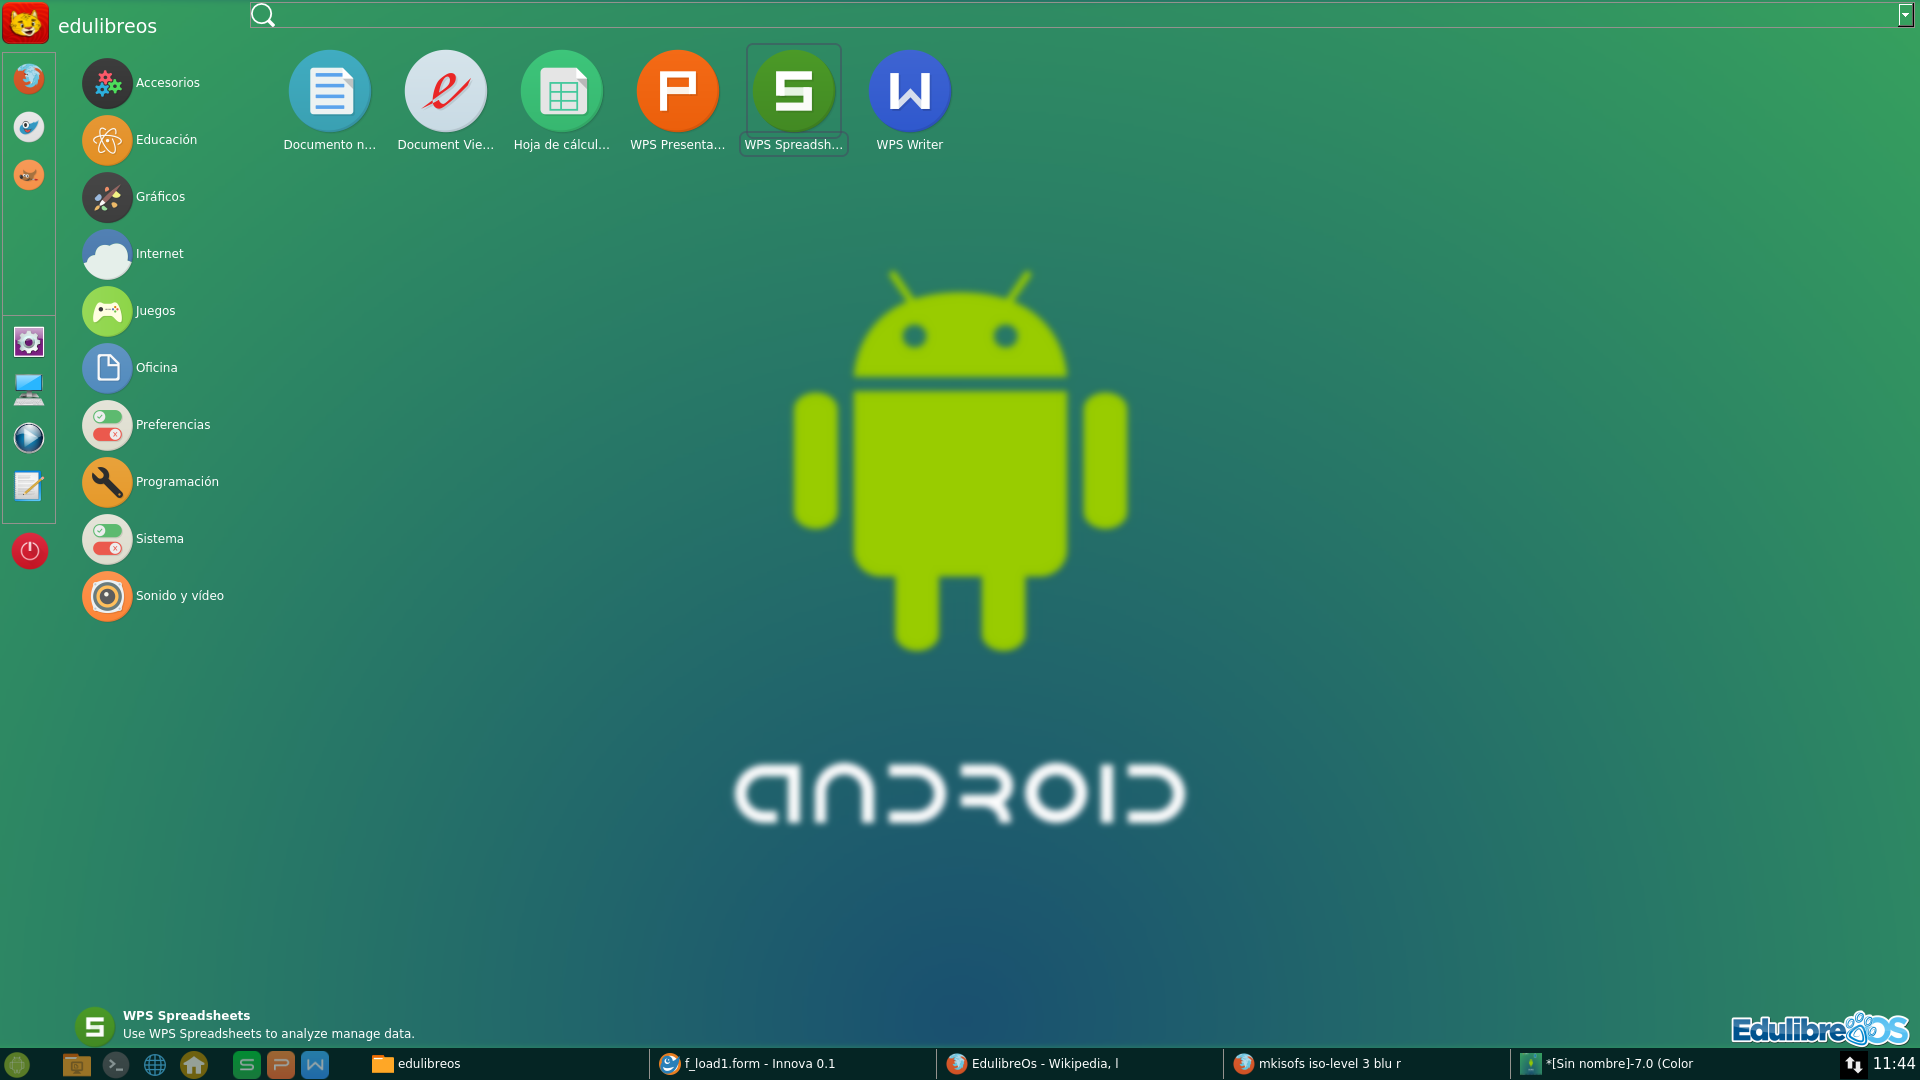 edulibreos
Accesorios
Educación
Gráficos
Internet
Juegos
Oficina
Preferencias
Programación
Sistema
Sonido y vídeo
Documento n...
Document Vie...
Hoja de cálcul...
WPS Presenta...
WPS Spreadsh...
WPS Writer
ANDROID
WPS Spreadsheets
Use WPS Spreadsheets to analyze manage data.
EdulibreOS
edulibreos
f_load1.form - Innova 0.1
EdulibreOs - Wikipedia, l
mkisofs iso-level 3 blu r
*[Sin nombre]-7.0 (Color
11:44